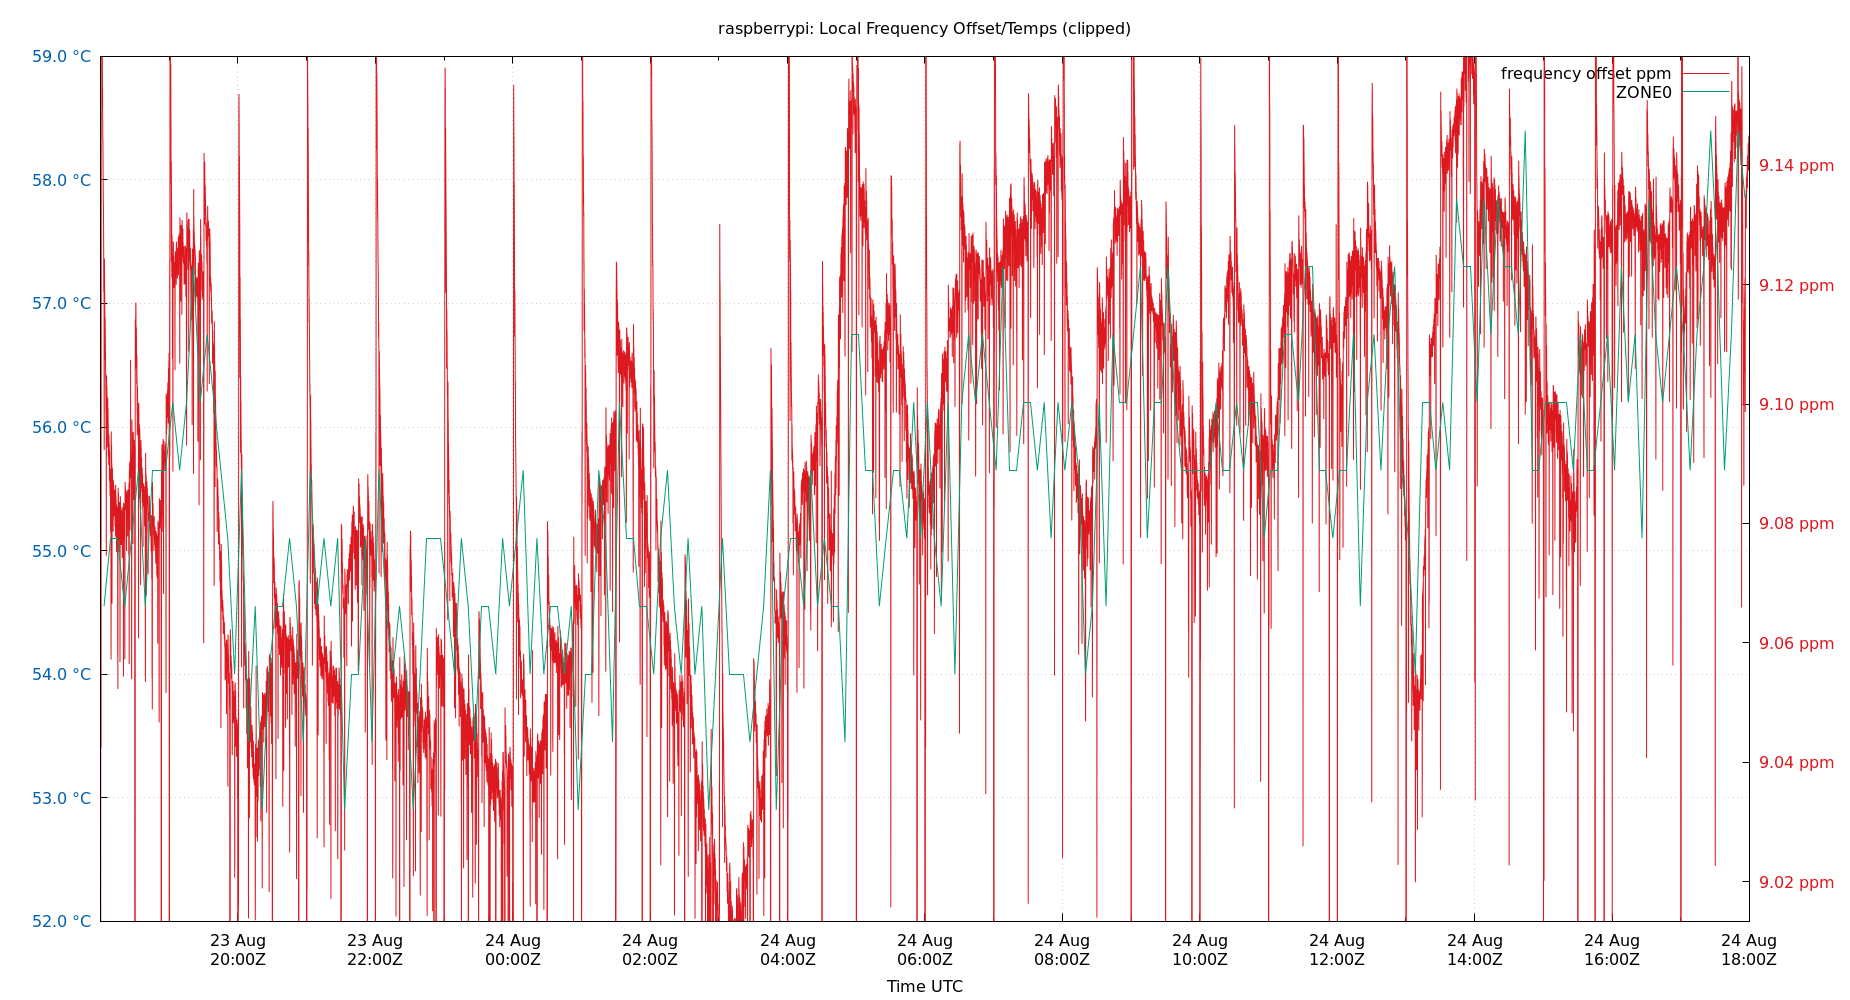 raspberrypi: Local Frequency Offset/Temps (clipped)
frequency offset ppm
ZONE0
59.0 °C
58.0 °C
57.0 °C
56.0 °C
55.0 °C
54.0 °C
53.0 °C
52.0 °C
9.14 ppm
9.12 ppm
9.10 ppm
9.08 ppm
9.06 ppm
9.04 ppm
9.02 ppm
23 Aug
20:00Z
23 Aug
22:00Z
24 Aug
00:00Z
24 Aug
02:00Z
24 Aug
04:00Z
24 Aug
06:00Z
24 Aug
08:00Z
24 Aug
10:00Z
24 Aug
12:00Z
24 Aug
14:00Z
24 Aug
16:00Z
24 Aug
18:00Z
Time UTC